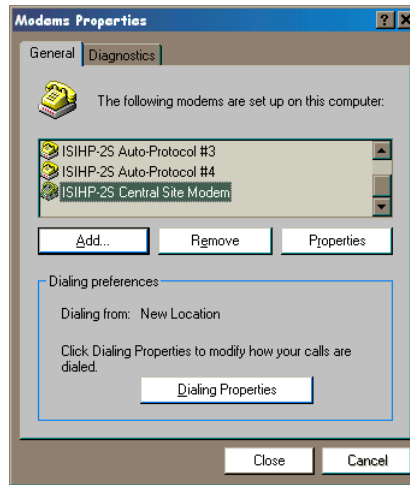 Modems Properties
General Diagnostics
The following modems are set up on this computer:
ISIHP-2S Auto-Protocol #3
ISIHP-2S Auto-Protocol #4
ISIHP-2S Central Site Modem
Add... Remove Properties
Dialing preferences
Dialing from: New Location
Click Dialing Properties to modify how your calls are
dialed.
Dialing Properties
Close Cancel